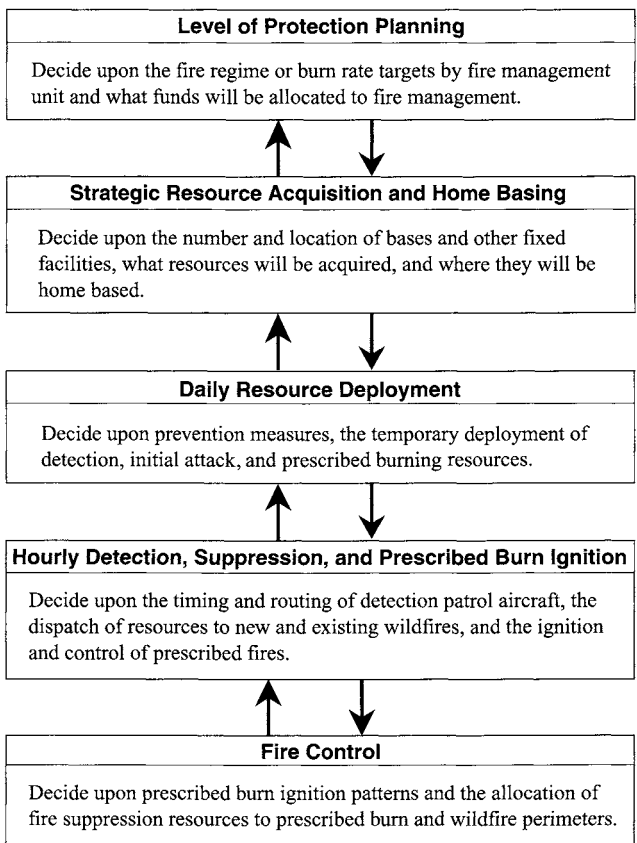 Level of Protection Planning
Decide upon the fire regime or burn rate targets by fire management
unit and what funds will be allocated to fire management.
Strategic Resource Acquisition and Home Basing
Decide upon the number and location of bases and other fixed
facilities, what resources will be acquired, and where they will be
home based.
Daily Resource Deployment
Decide upon prevention measures, the temporary deployment of
detection, initial attack, and prescribed burning resources.
Hourly Detection, Suppression, and Prescribed Burn Ignition
Decide upon the timing and routing of detection patrol aircraft, the
dispatch of resources to new and existing wildfires, and the ignition
and control of prescribed fires.
Fire Control
Decide upon prescribed burn ignition patterns and the allocation of
fire suppression resources to prescribed burn and wildfire perimeters.